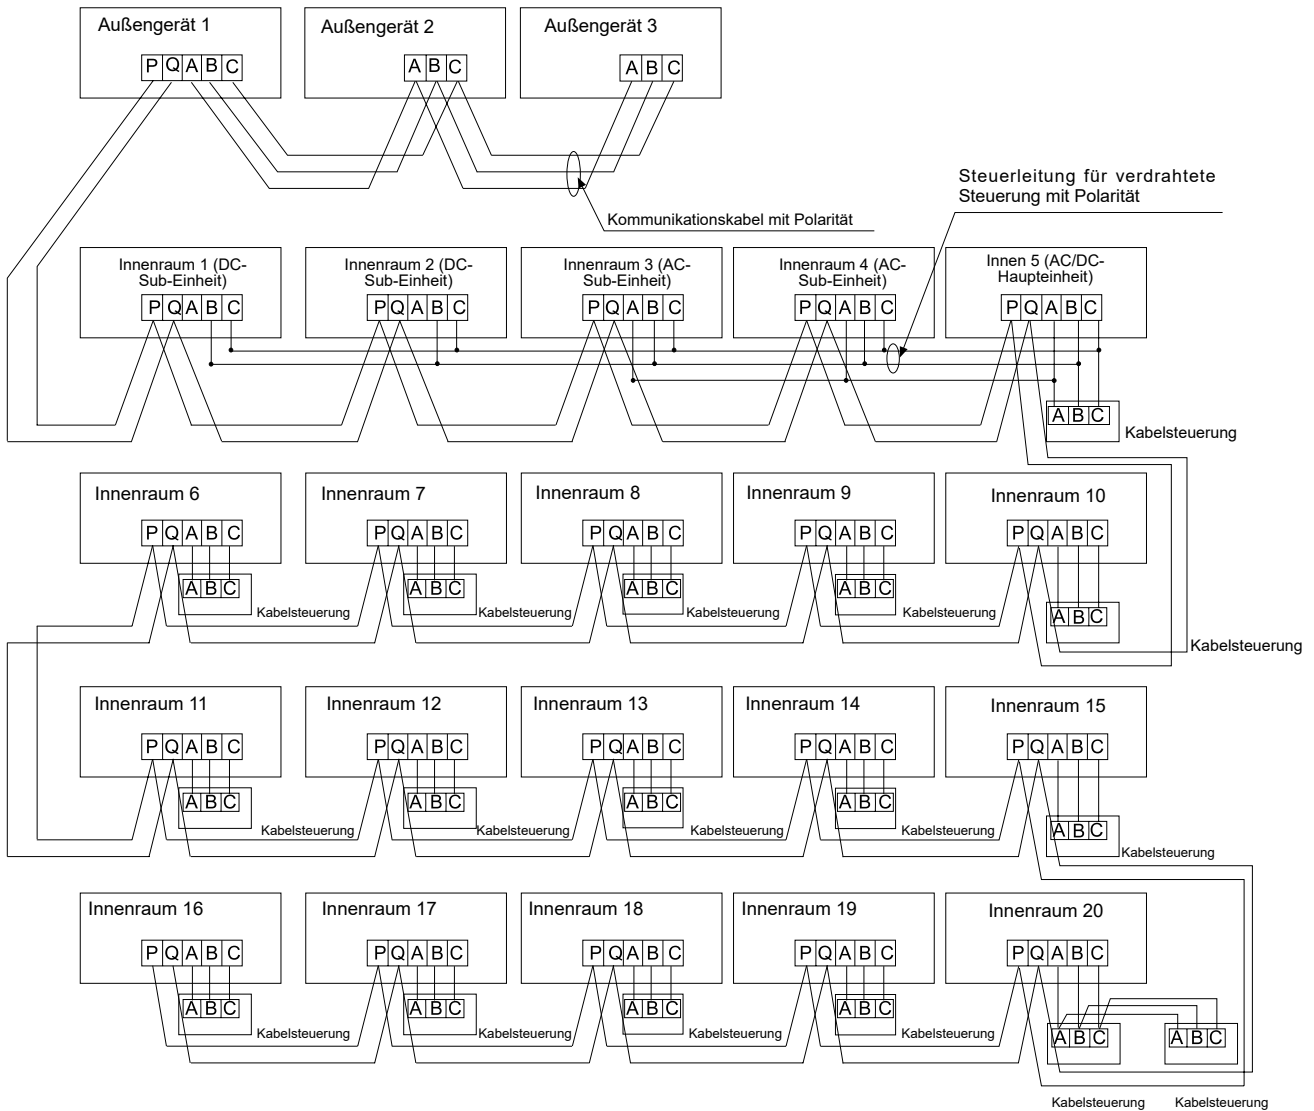 Außengerät 1
Außengerät 2
Außengerät 3
P Q A B C
A B C
A B C
Steuerleitung für verdrahtete
Steuerung mit Polarität
Kommunikationskabel mit Polarität
Innenraum 1 (DC-
Sub-Einheit)
Innenraum 2 (DC-
Sub-Einheit)
Innenraum 3 (AC-
Sub-Einheit)
Innenraum 4 (AC-
Sub-Einheit)
Innen 5 (AC/DC-
Haupteinheit)
P Q A B C
P Q A B C
P Q A B C
P Q A B C
P Q A B C
A B C
Kabelsteuerung
Innenraum 6
Innenraum 7
Innenraum 8
Innenraum 9
Innenraum 10
P Q A B C
P Q A B C
P Q A B C
P Q A B C
P Q A B C
A B C
Kabelsteuerung
A B C
Kabelsteuerung
A B C
Kabelsteuerung
A B C
Kabelsteuerung
A B C
Kabelsteuerung
Innenraum 11
Innenraum 12
Innenraum 13
Innenraum 14
Innenraum 15
P Q A B C
P Q A B C
P Q A B C
P Q A B C
P Q A B C
A B C
Kabelsteuerung
A B C
Kabelsteuerung
A B C
Kabelsteuerung
A B C
Kabelsteuerung
A B C
Kabelsteuerung
Innenraum 16
Innenraum 17
Innenraum 18
Innenraum 19
Innenraum 20
P Q A B C
P Q A B C
P Q A B C
P Q A B C
P Q A B C
A B C
Kabelsteuerung
A B C
Kabelsteuerung
A B C
Kabelsteuerung
A B C
Kabelsteuerung
A B C
A B C
Kabelsteuerung
Kabelsteuerung